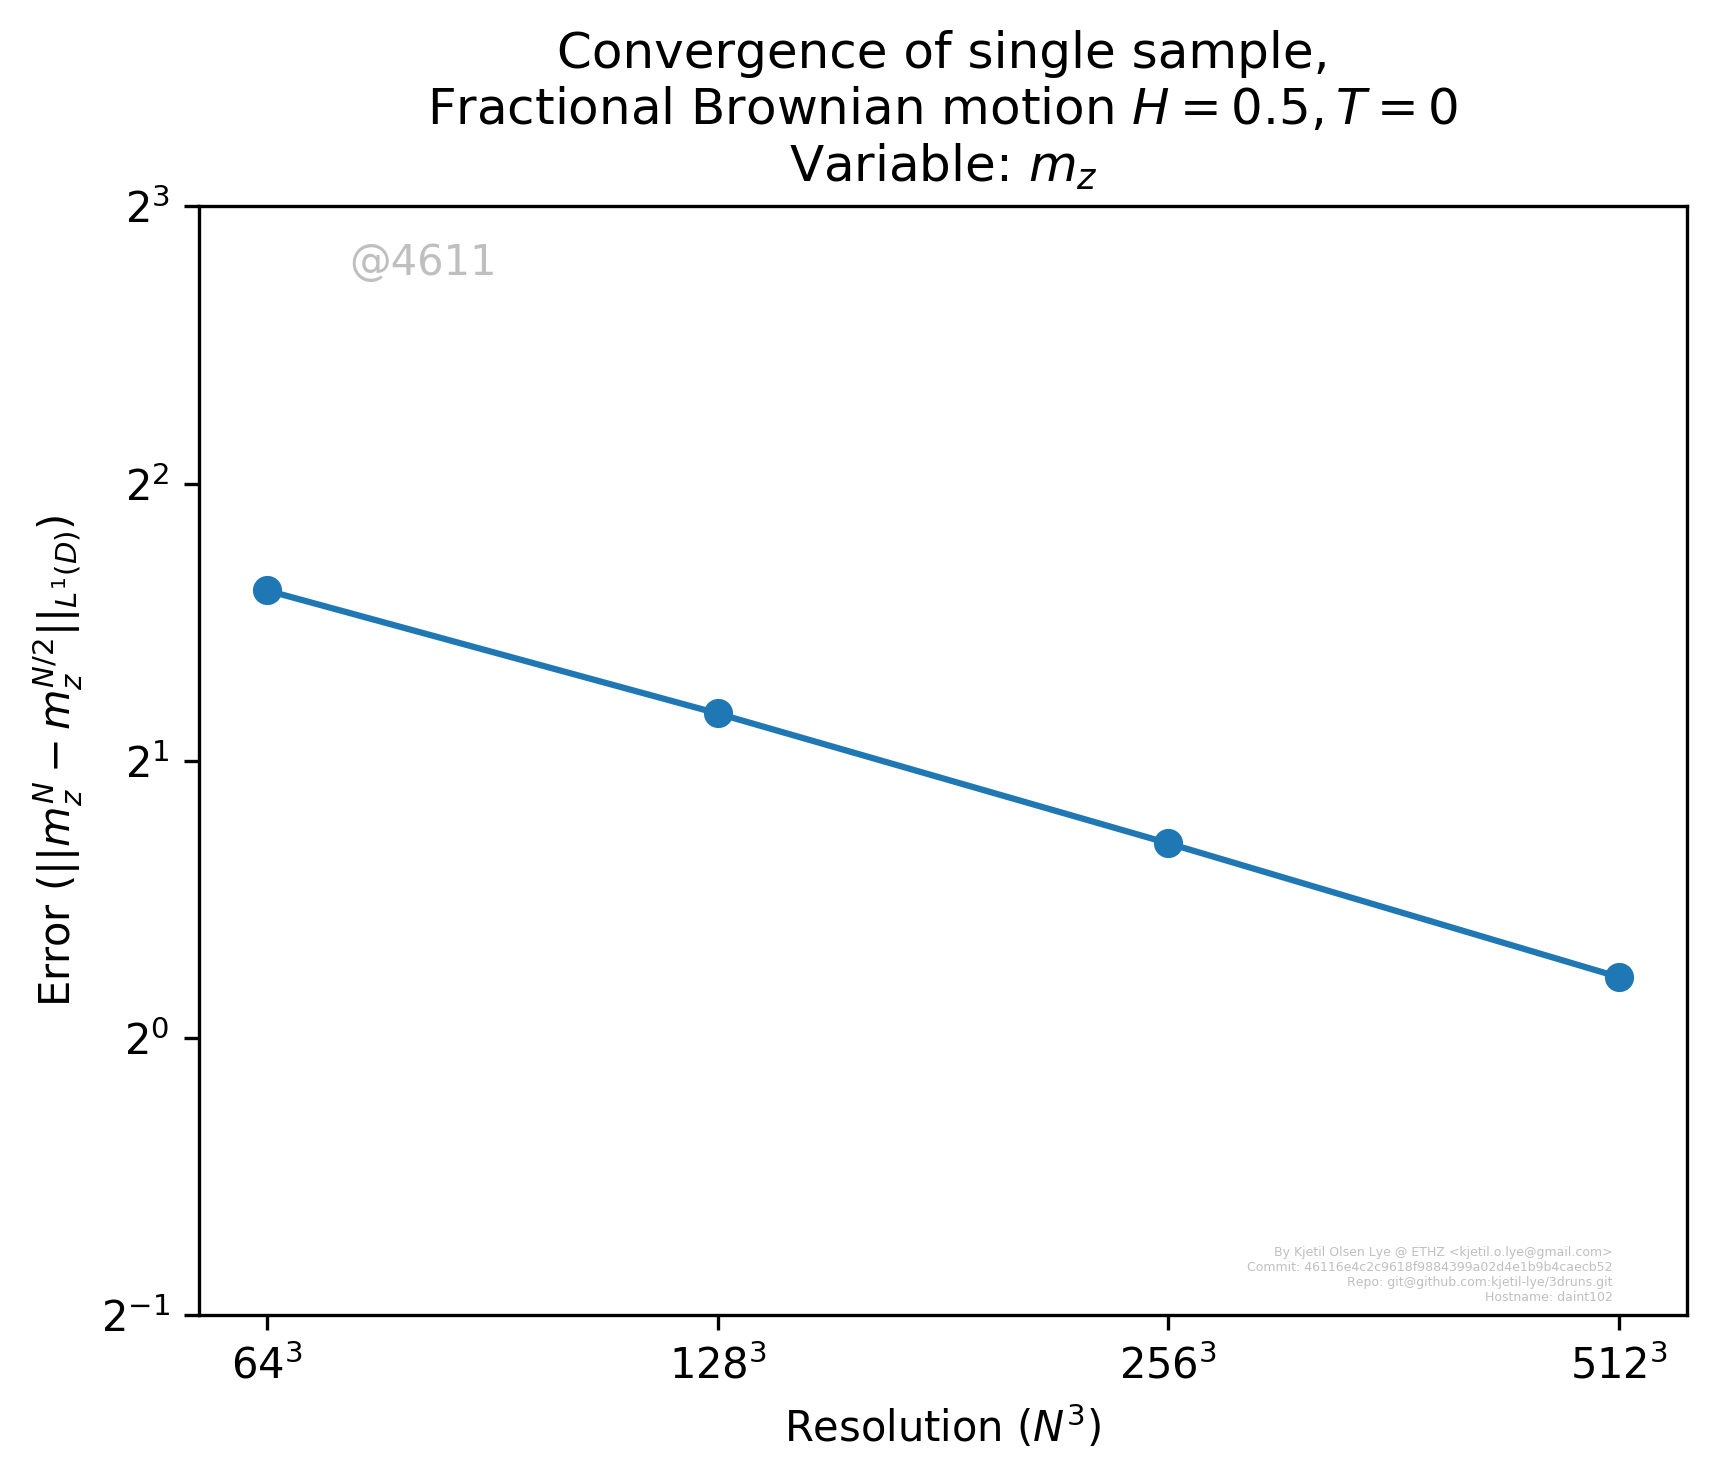 Convergence of single sample,
Fractional Brownian motion H = 0.5, T = 0
Variable: m_z
2^3
@4611
2^2
2^1
2^0
2^{-1}
Error (||m_z^N − m_z^{N/2}||_{L^1(D)})
By Kjetil Olsen Lye @ ETHZ <kjetil.o.lye@gmail.com>
Commit: 46116e4c2c9618f9884399a02d4e1b9b4caecb52
Repo: git@github.com:kjetil-lye/3druns.git
Hostname: daint102
64^3 128^3 256^3 512^3
Resolution (N^3)